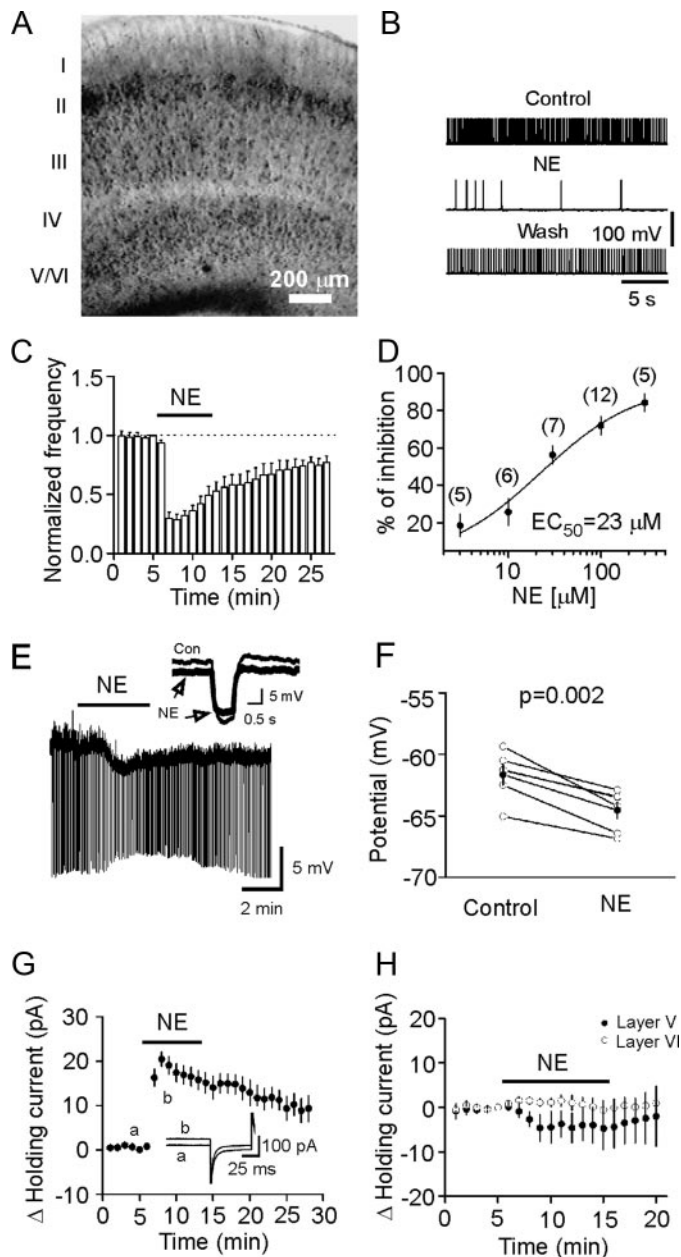 A
I
II
III
IV
V/VI
200 μm
B
Control
NE
Wash
100 mV
5 s
C
Normalized frequency
1.5
1.0
0.5
0.0
NE
0 5 10 15 20 25
Time (min)
D
% of inhibition
100
80
60
40
20
(5)
(6)
(7)
(12)
(5)
EC50=23 μM
10 100
NE [μM]
E
NE
Con
NE
5 mV
0.5 s
5 mV
2 min
F
Potential (mV)
-55
-60
-65
-70
p=0.002
Control NE
G
Δ Holding current (pA)
30
20
10
0
-10
NE
a
b
b
a
100 pA
25 ms
0 5 10 15 20 25 30
Time (min)
H
Δ Holding current (pA)
20
10
0
-10
-20
Layer V
Layer VI
NE
0 5 10 15 20
Time (min)